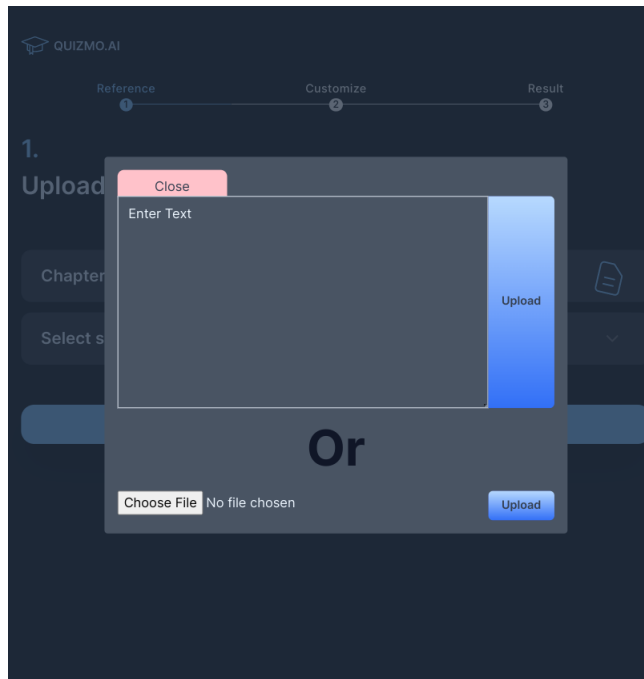 QUIZMO.AI
Reference Customize Result
1 2 3
1.
Upload
Close
Enter Text
Chapter
Upload
Select s
Or
Choose File No file chosen
Upload